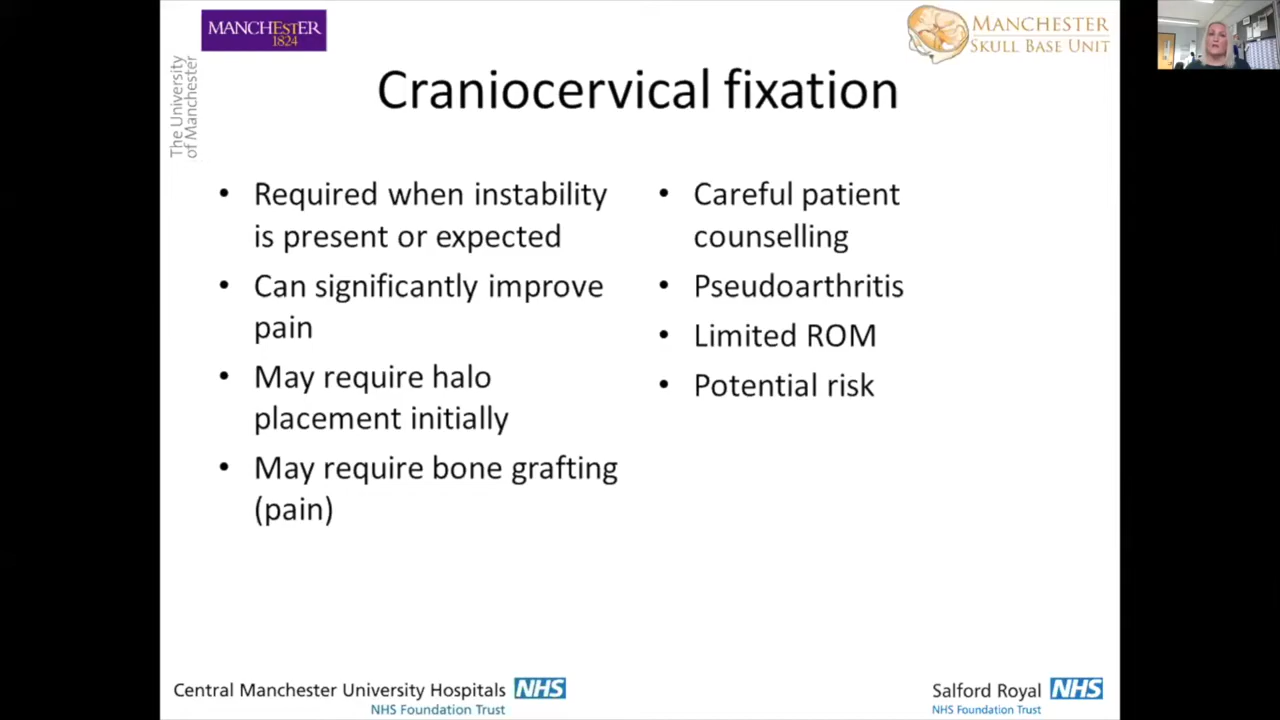 MANCHESTER
1824
The University
of Manchester
MANCHESTER
SKULL BASE UNIT
Craniocervical fixation
• Required when instability
is present or expected
• Can significantly improve
pain
• May require halo
placement initially
• May require bone grafting
(pain)
• Careful patient
counselling
• Pseudoarthritis
• Limited ROM
• Potential risk
Central Manchester University Hospitals NHS
NHS Foundation Trust
Salford Royal NHS
NHS Foundation Trust